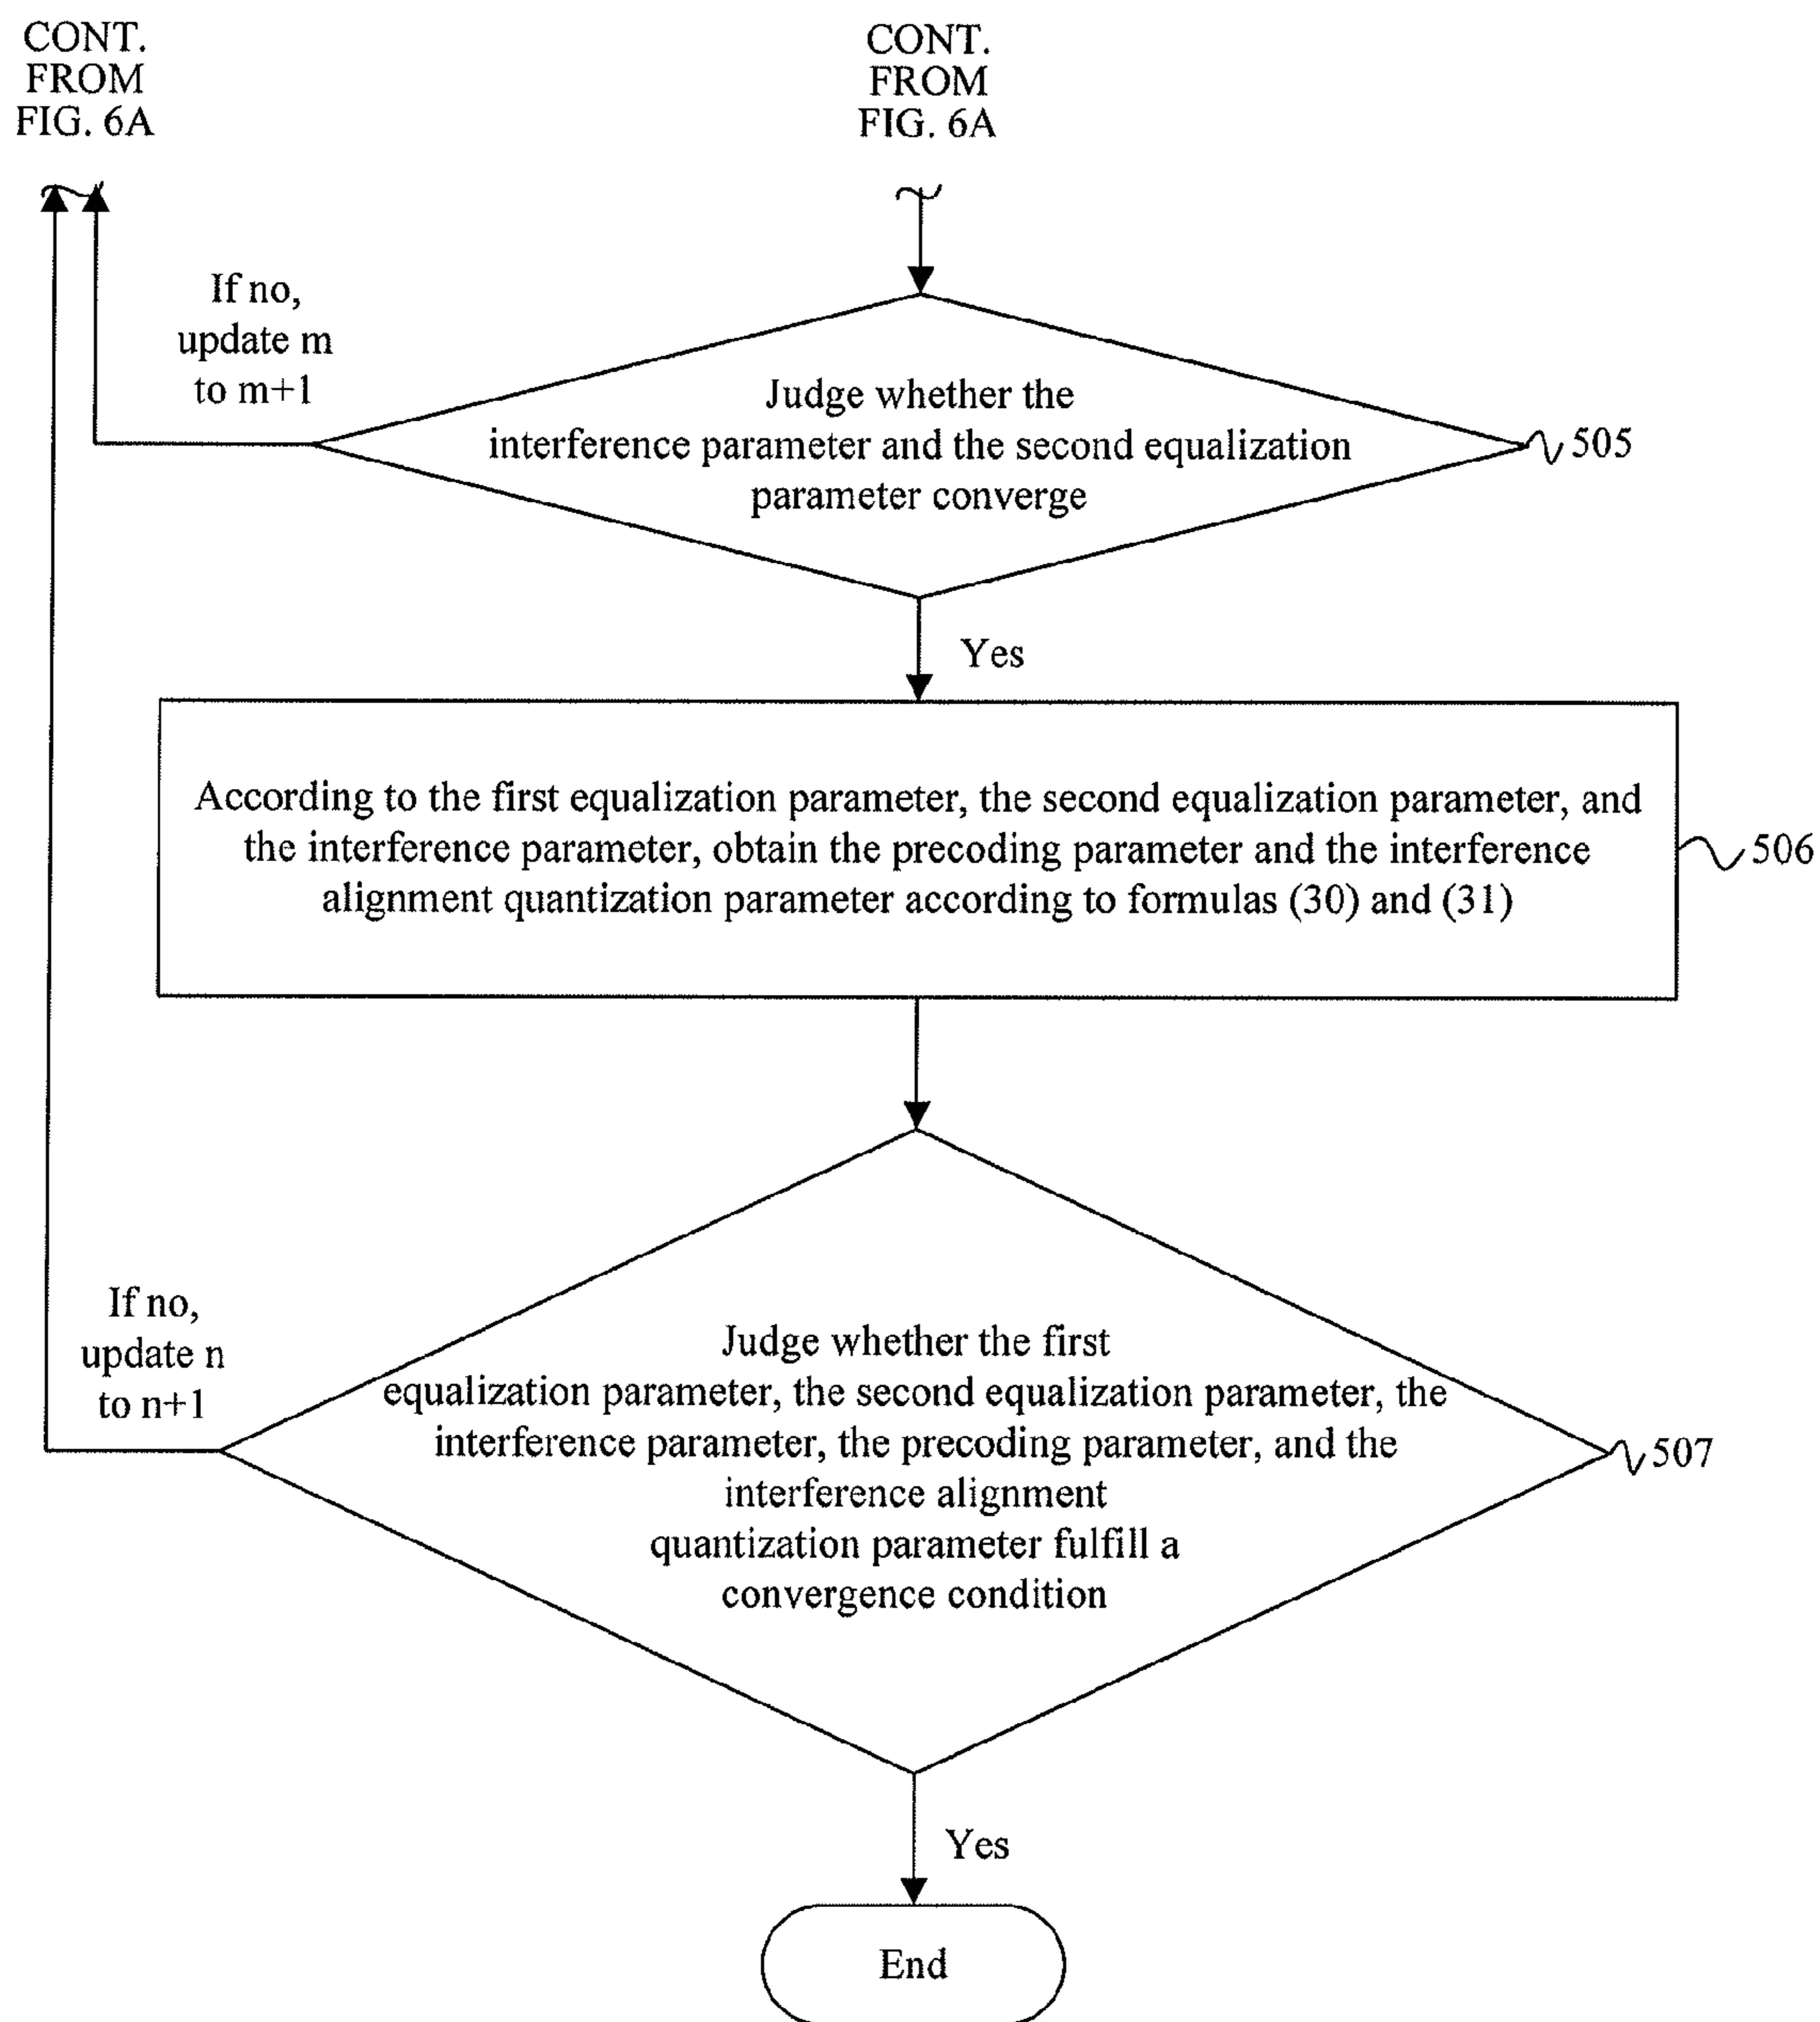 CONT.
FROM
FIG. 6A
CONT.
FROM
FIG. 6A
If no,
update m
to m+1
Judge whether the
interference parameter and the second equalization
parameter converge
505
Yes
According to the first equalization parameter, the second equalization parameter, and
the interference parameter, obtain the precoding parameter and the interference
alignment quantization parameter according to formulas (30) and (31)
506
If no,
update n
to n+1
Judge whether the first
equalization parameter, the second equalization parameter, the
interference parameter, the precoding parameter, and the
interference alignment
quantization parameter fulfill a
convergence condition
507
Yes
End